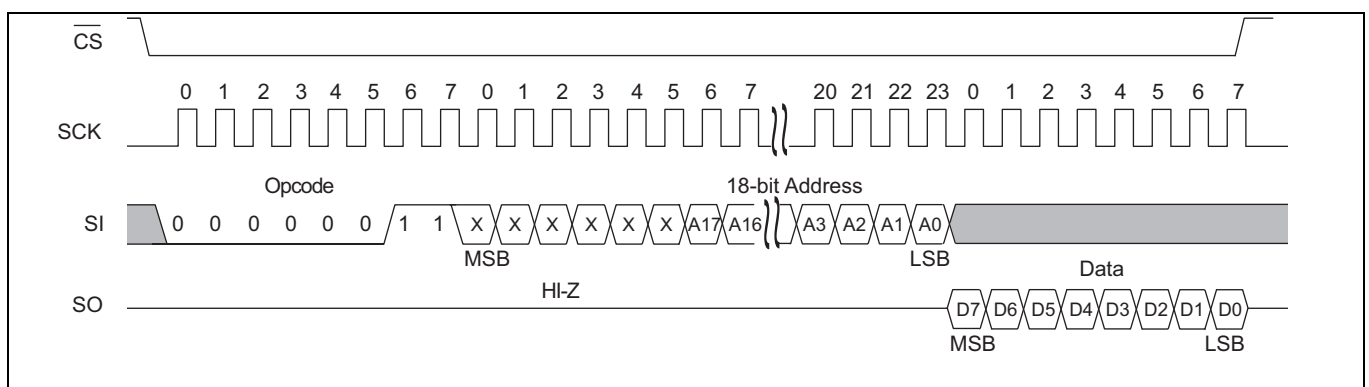 CS
0 1 2 3 4 5 6 7 0 1 2 3 4 5 6 7 20 21 22 23 0 1 2 3 4 5 6 7
SCK
Opcode 18-bit Address
SI 0 0 0 0 0 0 1 1 X X X X X X A17 A16 A3 A2 A1 A0
MSB LSB
Data
HI-Z
SO D7 D6 D5 D4 D3 D2 D1 D0
MSB LSB